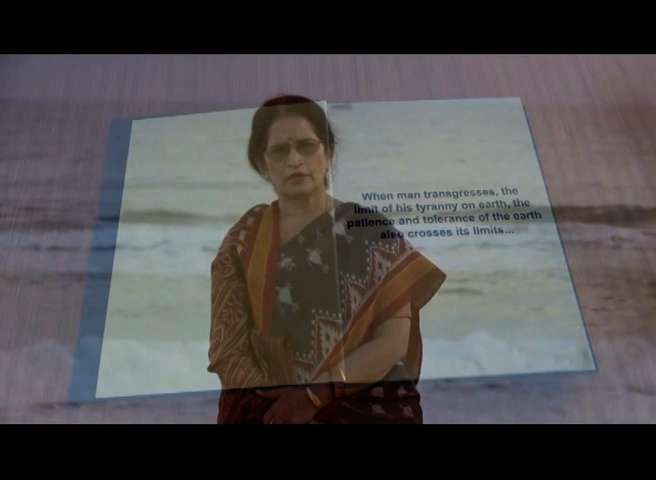 When man transgresses, the
limit of his tyranny on earth, the
patience and tolerance of the earth
also crosses its limits...